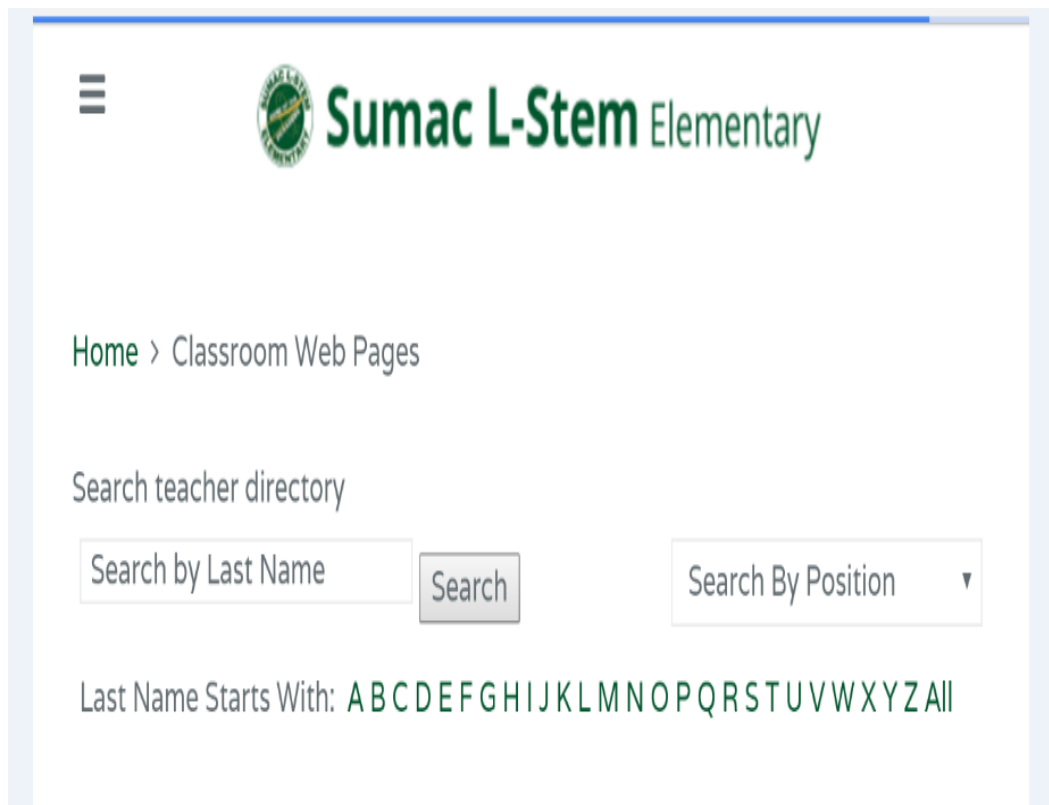 Sumac L-Stem Elementary
Home > Classroom Web Pages
Search teacher directory
Search by Last Name Search Search By Position
Last Name Starts With: A B C D E F G H I J K L M N O P Q R S T U V W X Y Z All